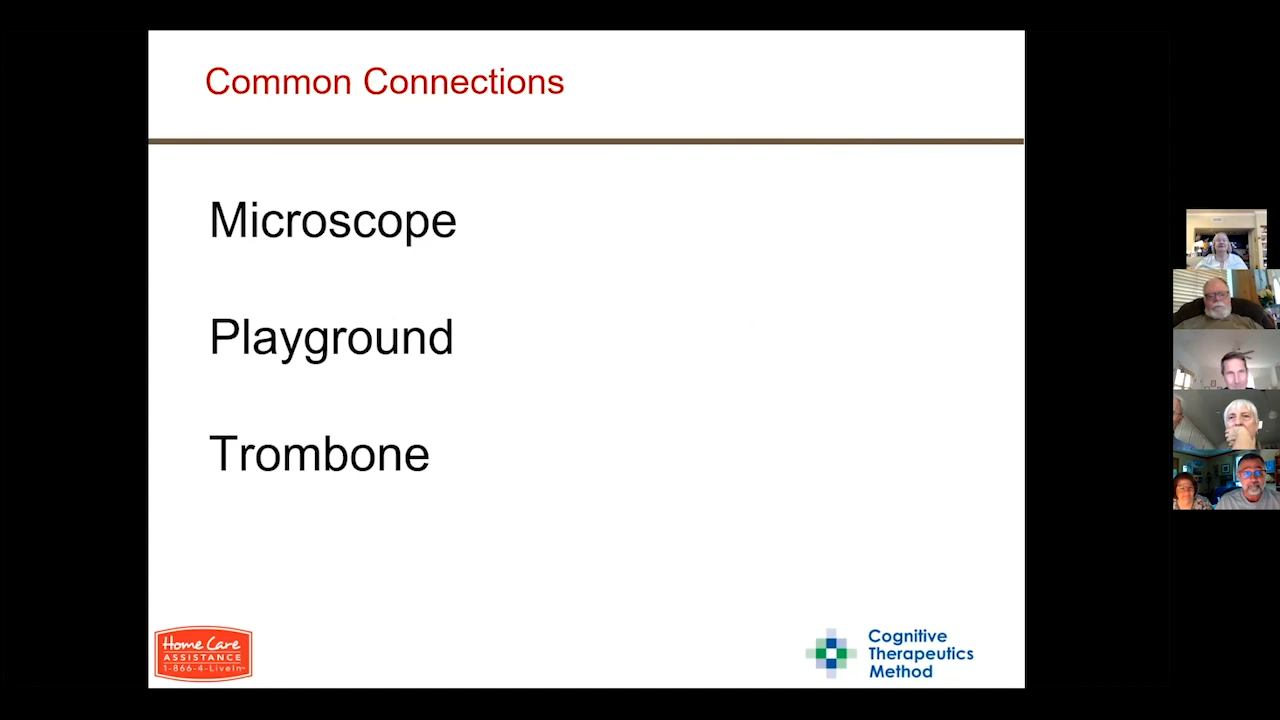 Common Connections
Microscope
Playground
Trombone
Home Care
ASSISTANCE
1-866-4-LiveIn
Cognitive
Therapeutics
Method